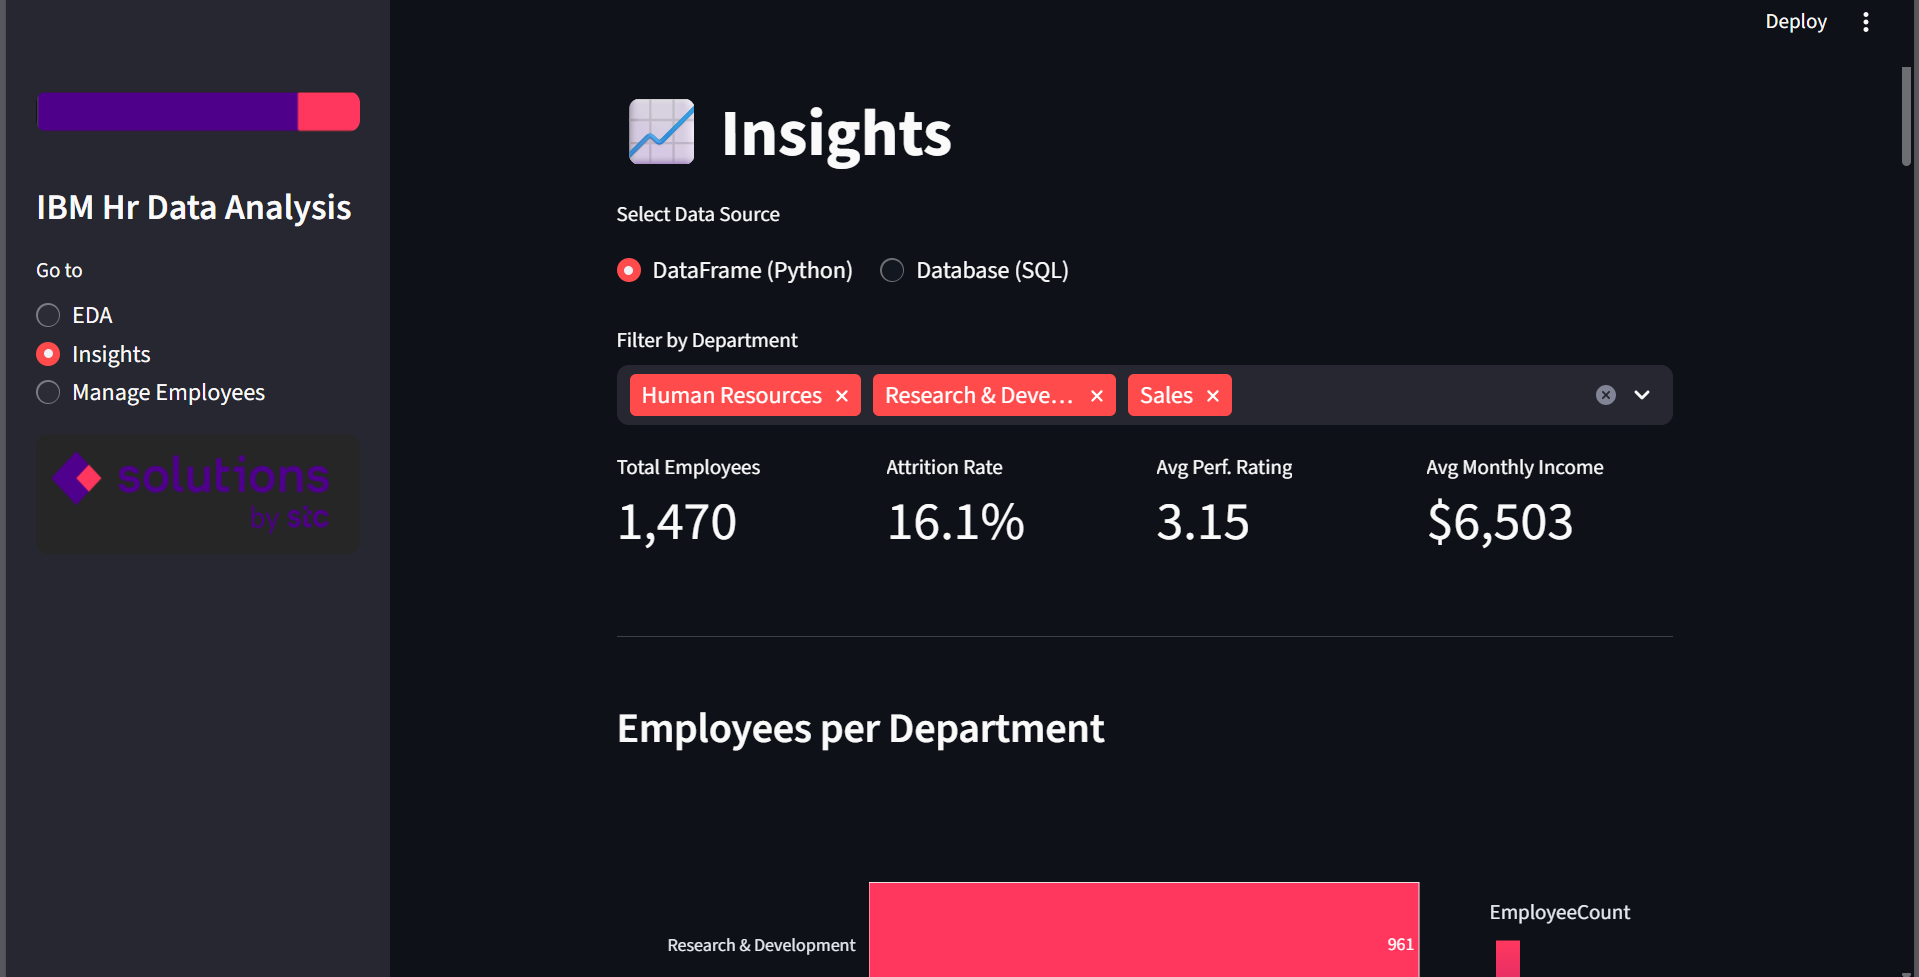 Deploy
IBM Hr Data Analysis
Go to
EDA
Insights
Manage Employees
solutions
by stc
Insights
Select Data Source
DataFrame (Python) Database (SQL)
Filter by Department
Human Resources Research & Deve... Sales
Total Employees Attrition Rate Avg Perf. Rating Avg Monthly Income
1,470 16.1% 3.15 $6,503
Employees per Department
EmployeeCount
Research & Development 961